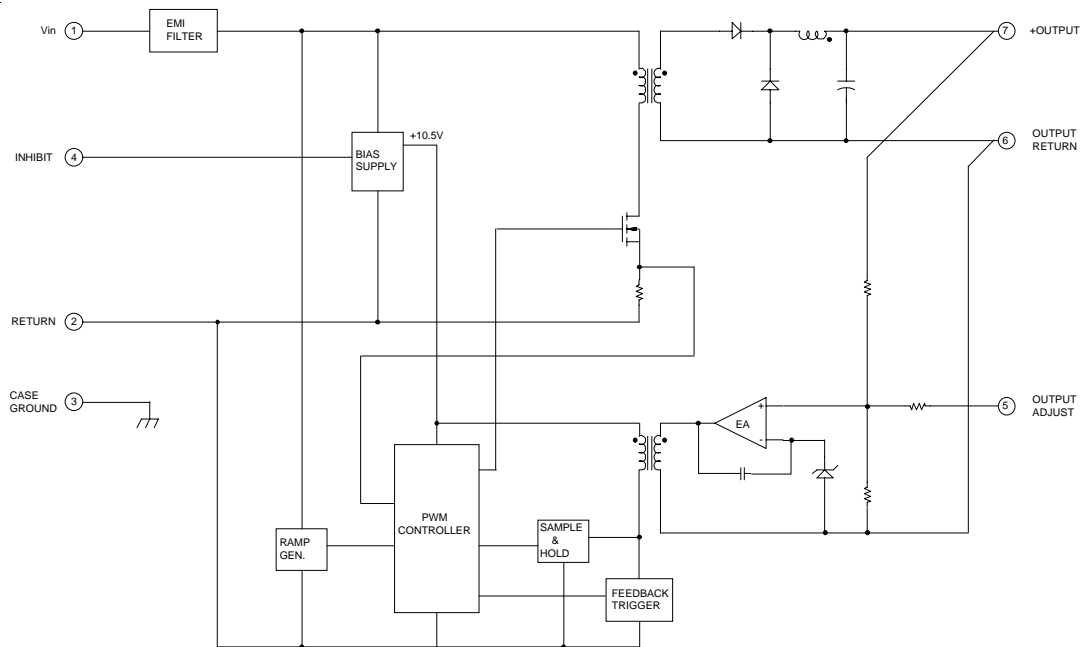 Vin 1
EMI
FILTER
7 +OUTPUT
+10.5V
INHIBIT 4
BIAS
SUPPLY
6 OUTPUT
RETURN
RETURN 2
CASE
GROUND 3
+
EA
-
5 OUTPUT
ADJUST
PWM
CONTROLLER
RAMP
GEN.
SAMPLE
&
HOLD
FEEDBACK
TRIGGER